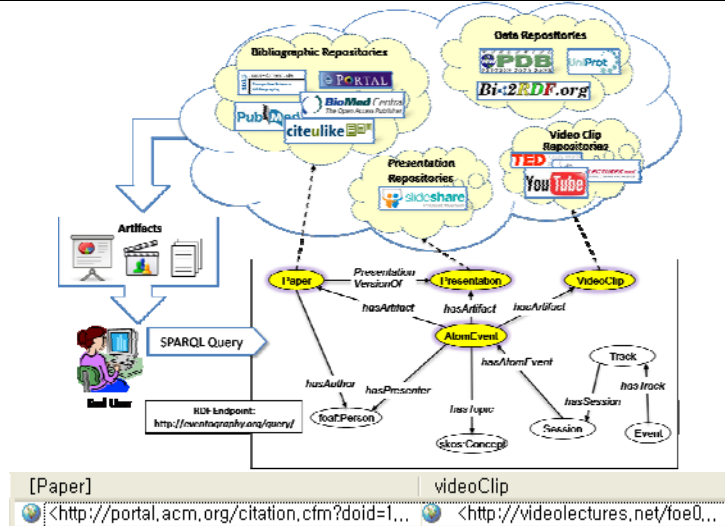 Bibliographic Repositories
PORTAL
BioMed Central
The Open Access Publisher
PubMed
citeulike
Data Repositories
PDB
UniProt
Bio2RDF.org
Presentation
Repositories
slideshare
Video Clip
Repositories
TED
YouTube
Artifacts
End User
SPARQL Query
RDF Endpoint:
http://eventography.org/query/
Paper
Presentation
VersionOf
Presentation
VideoClip
hasArtifact
hasArtifact
hasArtifact
AtomEvent
hasAuthor
hasPresenter
hasAtomEvent
Track
hasTrack
hasSession
hasTopic
foaf:Person
skos:Concept
Session
Event
[Paper]
videoClip
<http://portal,acm,org/citation,cfm?doid=1,,,
<http://videolectures,net/foe0,,,